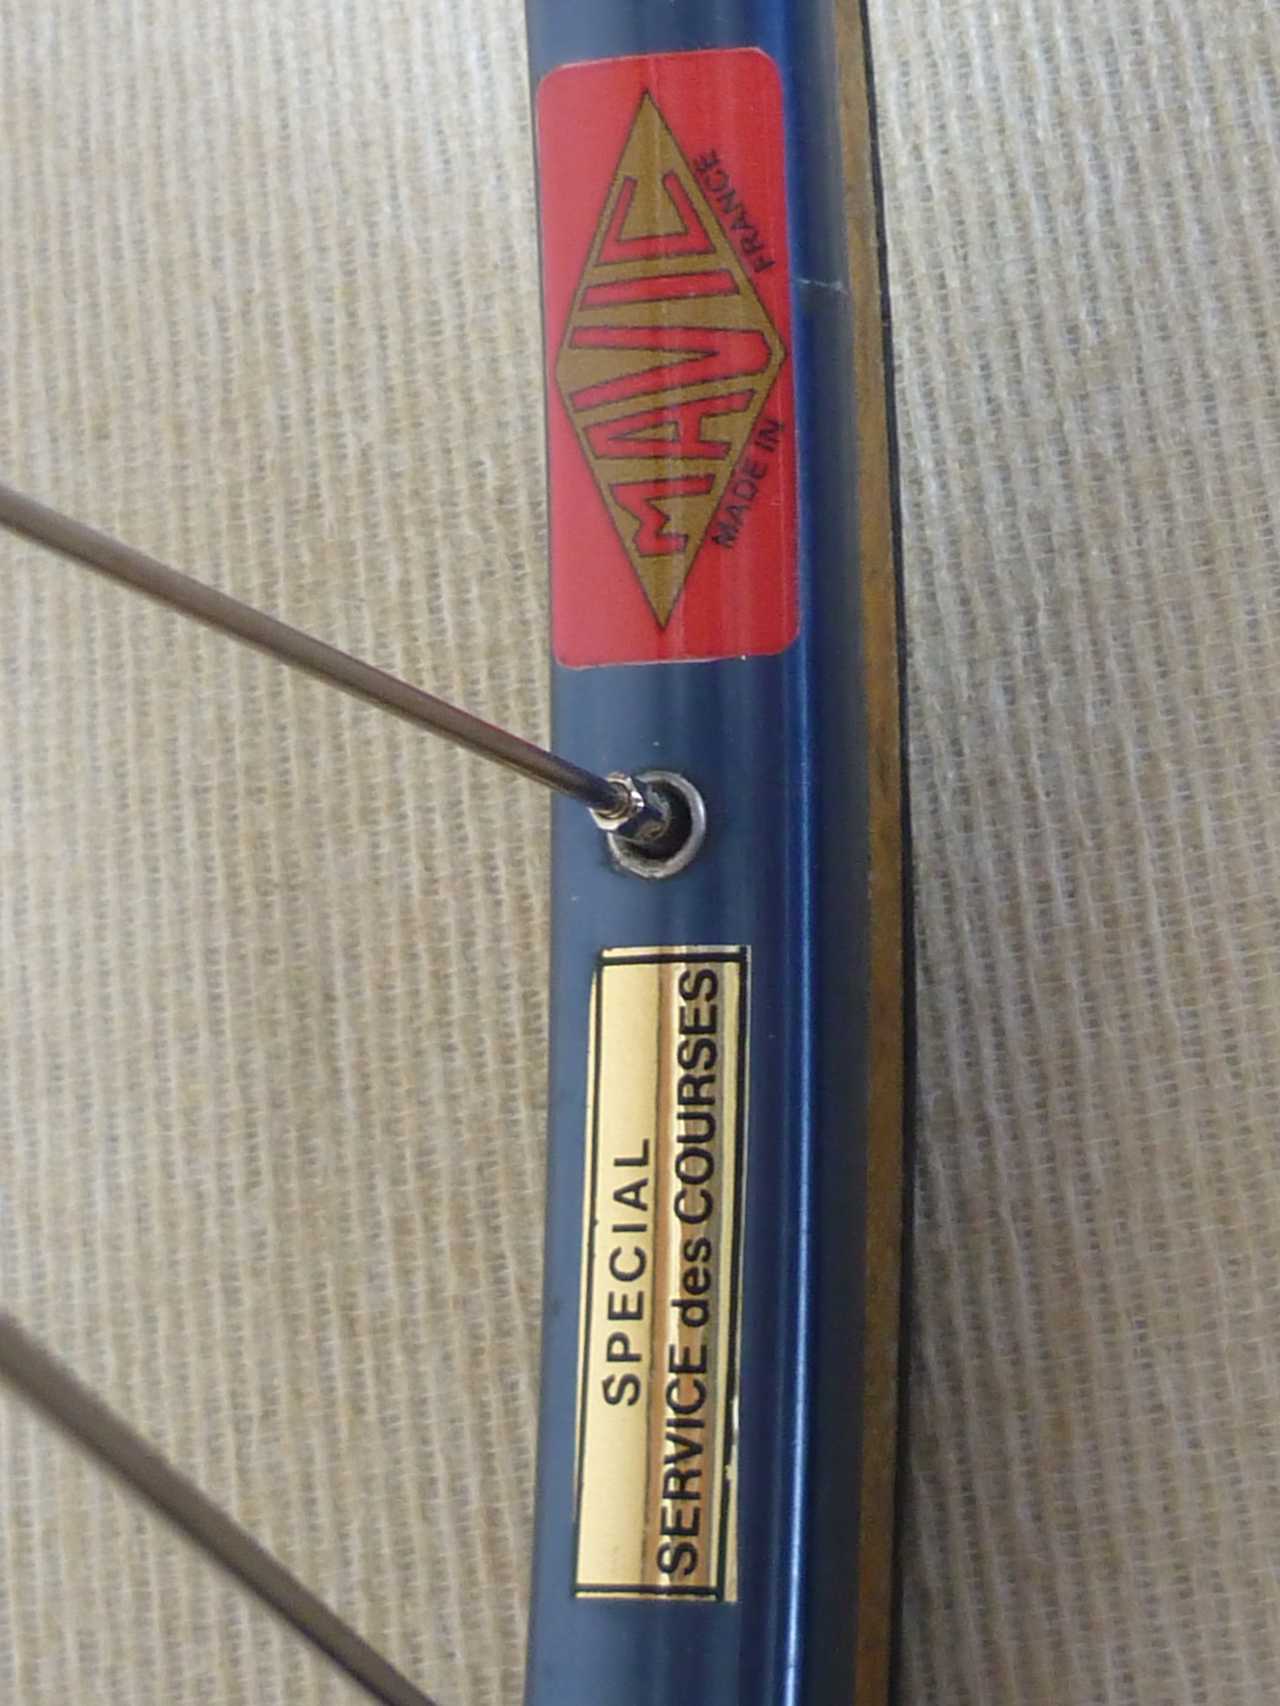 MAVIC
MADE IN FRANCE
SPECIAL
SERVICE des COURSES